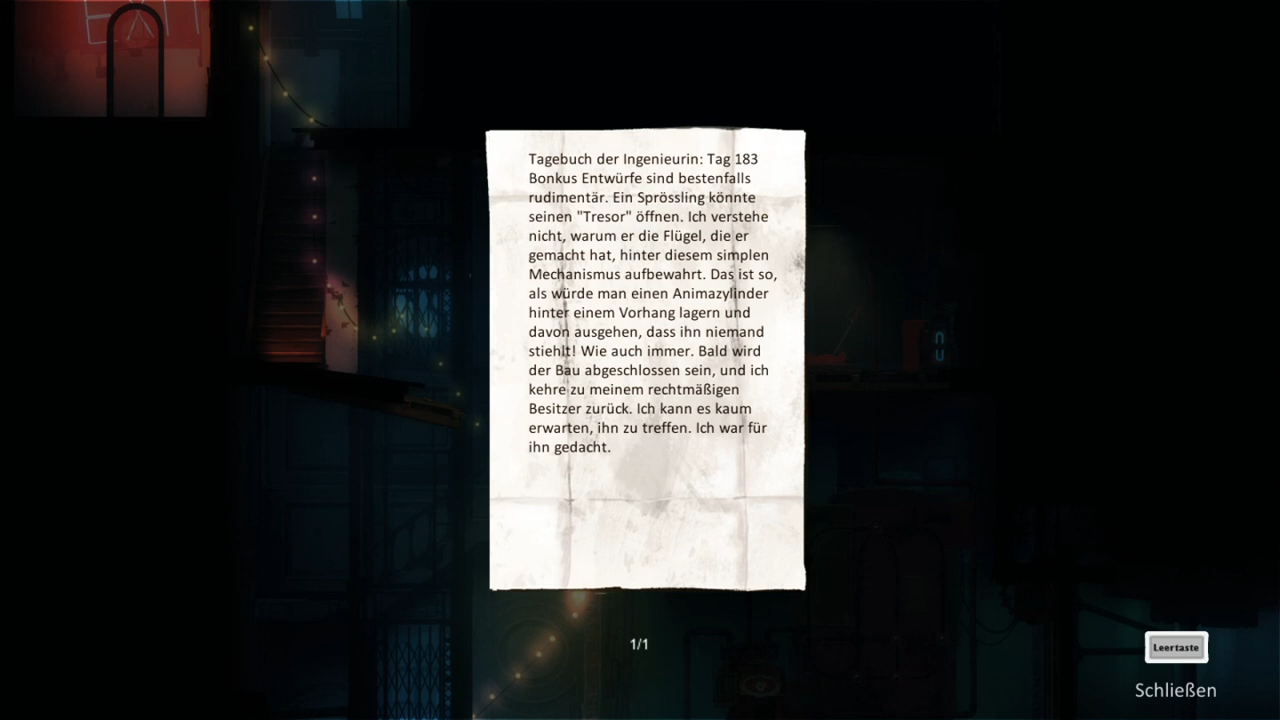 Tagebuch der Ingenieurin: Tag 183
Bonkus Entwürfe sind bestenfalls
rudimentär. Ein Sprössling könnte
seinen "Tresor" öffnen. Ich verstehe
nicht, warum er die Flügel, die er
gemacht hat, hinter diesem simplen
Mechanismus aufbewahrt. Das ist so,
als würde man einen Animazylinder
hinter einem Vorhang lagern und
davon ausgehen, dass ihn niemand
stiehlt! Wie auch immer. Bald wird
der Bau abgeschlossen sein, und ich
kehre zu meinem rechtmäßigen
Besitzer zurück. Ich kann es kaum
erwarten, ihn zu treffen. Ich war für
ihn gedacht.
1/1
Leertaste
Schließen